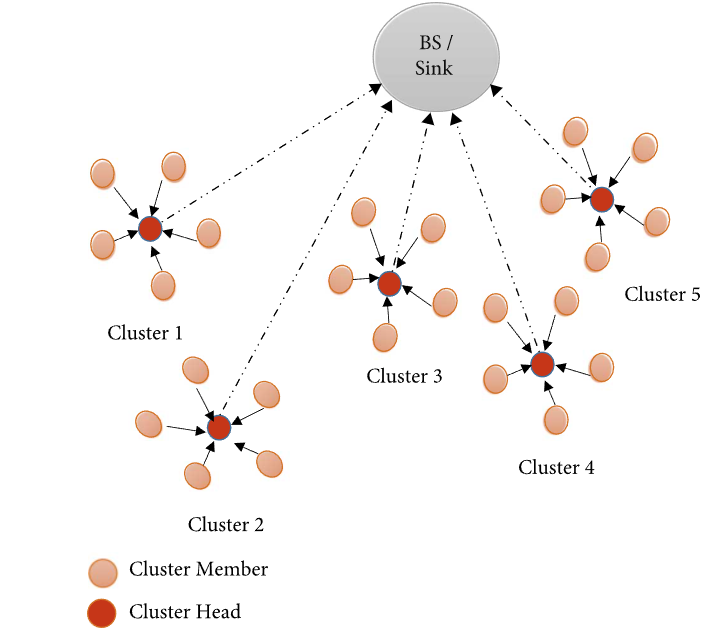 BS /
Sink
Cluster 1
Cluster 2
Cluster 3
Cluster 4
Cluster 5
Cluster Member
Cluster Head